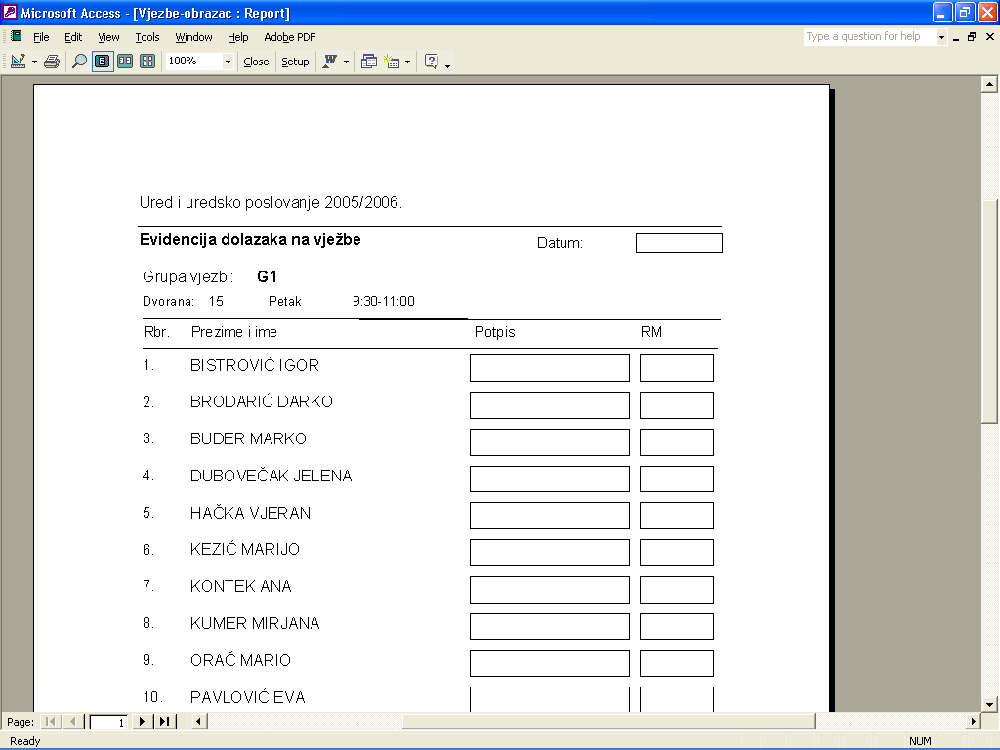 Microsoft Access - [Vjezbe-obrazac : Report]
File Edit View Tools Window Help Adobe PDF Type a question for help
100% Close Setup
Ured i uredsko poslovanje 2005/2006.
Evidencija dolazaka na vježbe Datum:
Grupa vjezbi: G1
Dvorana: 15 Petak 9:30-11:00
Rbr. Prezime i ime Potpis RM
1. BISTROVIĆ IGOR
2. BRODARIĆ DARKO
3. BUDER MARKO
4. DUBOVEČAK JELENA
5. HAČKA VJERAN
6. KEZIĆ MARIJO
7. KONTEK ANA
8. KUMER MIRJANA
9. ORAČ MARIO
10. PAVLOVIĆ EVA
Page: 1
Ready NUM